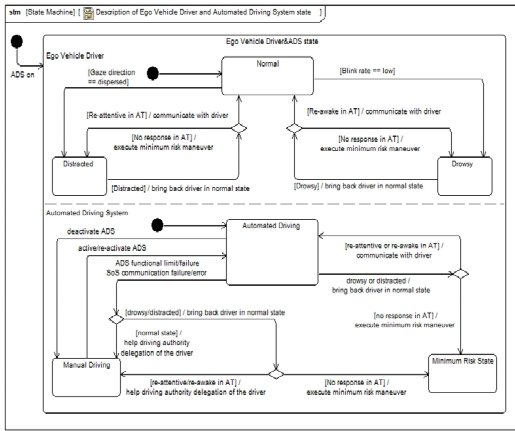 stm [State Machine] [ Description of Ego Vehicle Driver and Automated Driving System state ]
Ego Vehicle Driver&ADS state
ADS on
Ego Vehicle Driver
Normal
[Gaze direction
== dispersed]
[Blink rate == low]
[Re-attentive in AT] / communicate with driver
[Re-awake in AT] / communicate with driver
[No response in AT] /
execute minimum risk maneuver
[No response in AT] /
execute minimum risk maneuver
Distracted
Drowsy
[Distracted] / bring back driver in normal state
[Drowsy] / bring back driver in normal state
Automated Driving System
Automated Driving
deactivate ADS
active/re-activate ADS
ADS functional limit/failure
SoS communication failure/error
[re-attentive or re-awake in AT] /
communicate with driver
drowsy or distracted /
bring back driver in normal state
[drowsy/distracted] / bring back driver in normal state
[no response in AT] /
execute minimum risk maneuver
[normal state] /
help driving authority
delegation of the driver
Manual Driving
Minimum Risk State
[re-attentive/re-awake in AT] /
help driving authority delegation of the driver
[No response in AT] /
execute minimum risk maneuver